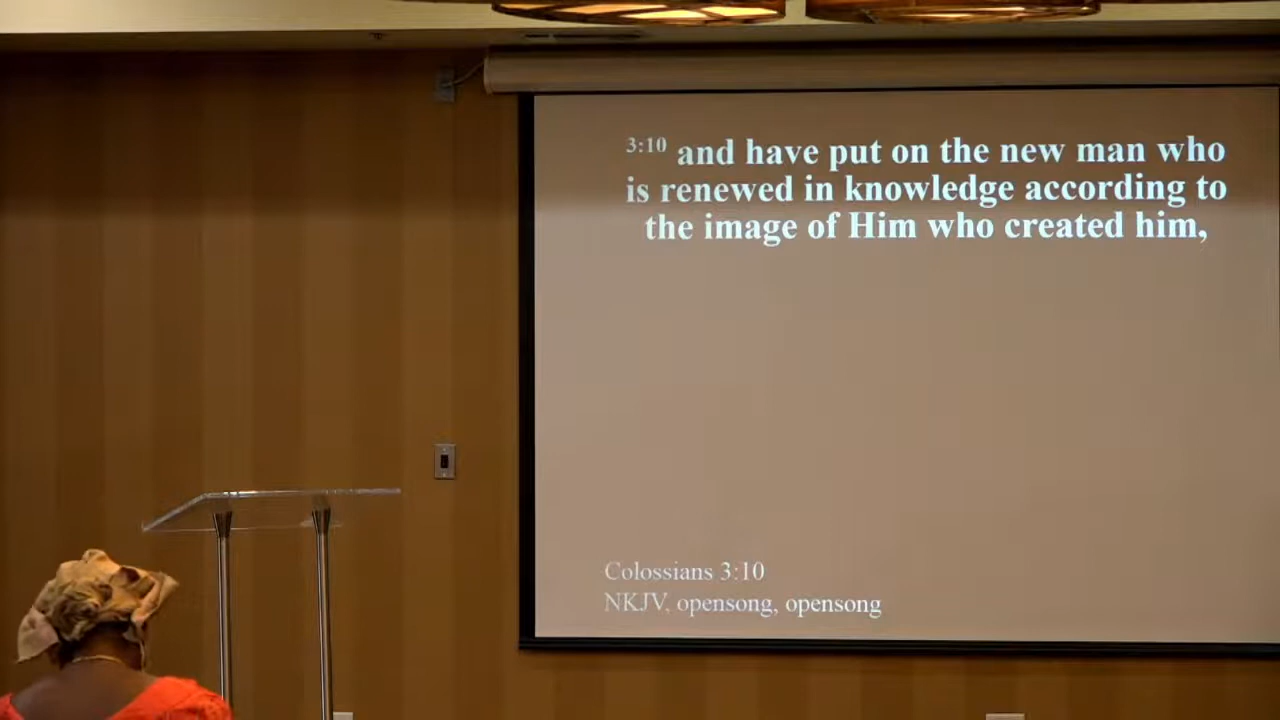 3:10 and have put on the new man who
is renewed in knowledge according to
the image of Him who created him,
Colossians 3:10
NKJV, opensong, opensong